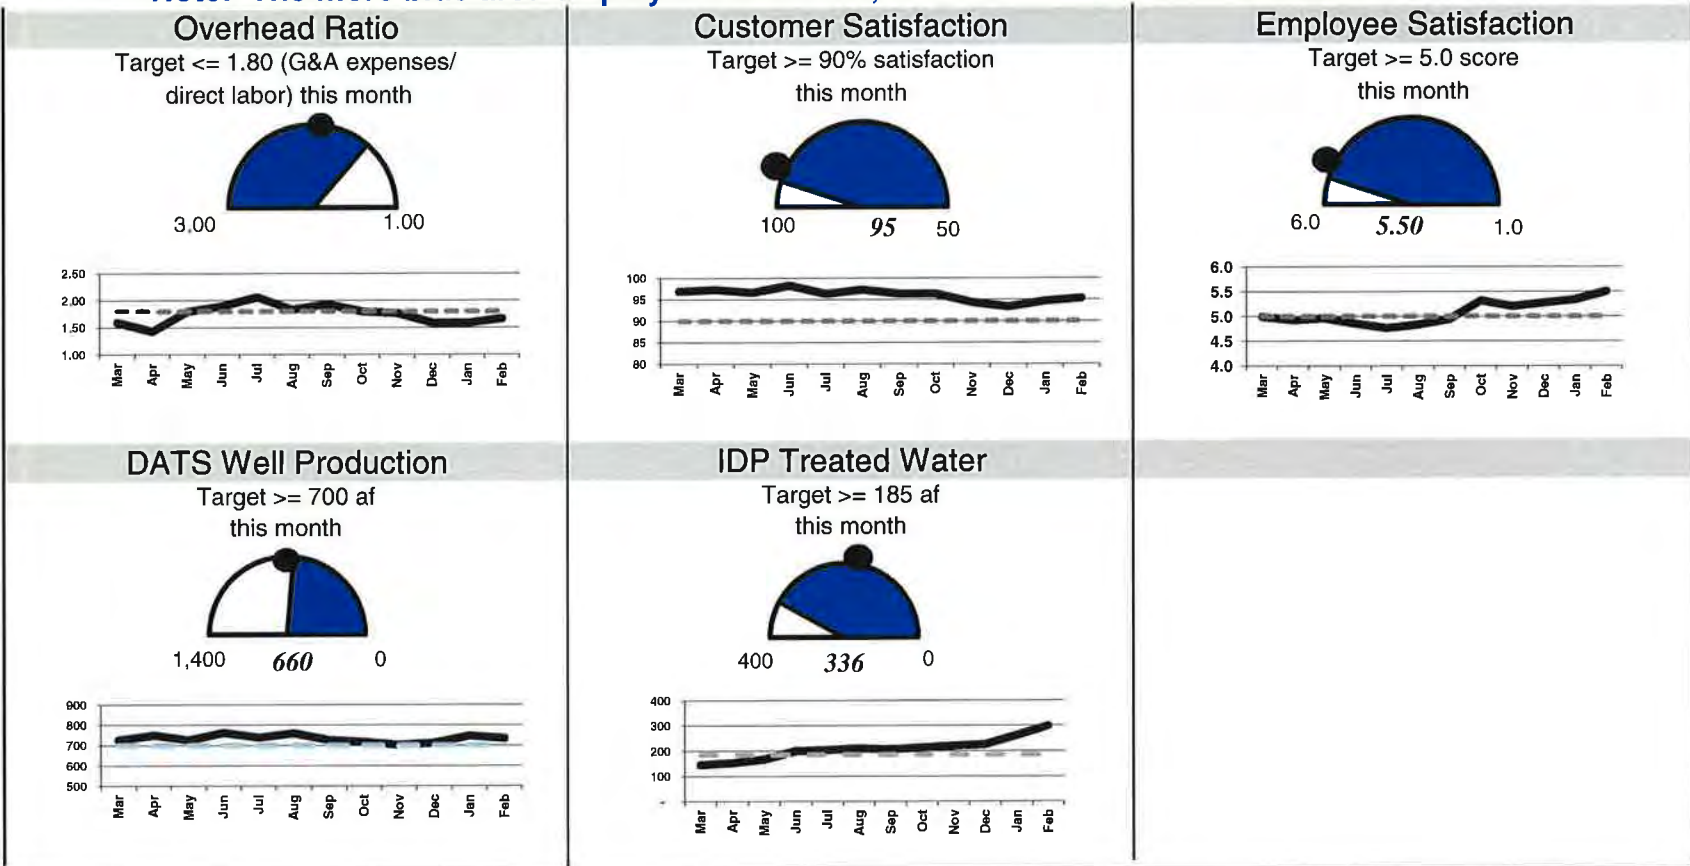 Overhead Ratio
Target <= 1.80 (G&A expenses/
direct labor) this month
3.00 1.00
2.50
2.00
1.50
1.00
Mar Apr May Jun Jul Aug Sep Oct Nov Dec Jan Feb
Customer Satisfaction
Target >= 90% satisfaction
this month
100 95 50
100
95
90
85
80
Mar Apr May Jun Jul Aug Sep Oct Nov Dec Jan Feb
Employee Satisfaction
Target >= 5.0 score
this month
6.0 5.50 1.0
6.0
5.5
5.0
4.5
4.0
Mar Apr May Jun Jul Aug Sep Oct Nov Dec Jan Feb
DATS Well Production
Target >= 700 af
this month
1,400 660 0
900
800
700
600
500
Mar Apr May Jun Jul Aug Sep Oct Nov Dec Jan Feb
IDP Treated Water
Target >= 185 af
this month
400 336 0
400
300
200
100
-
Mar Apr May Jun Jul Aug Sep Oct Nov Dec Jan Feb